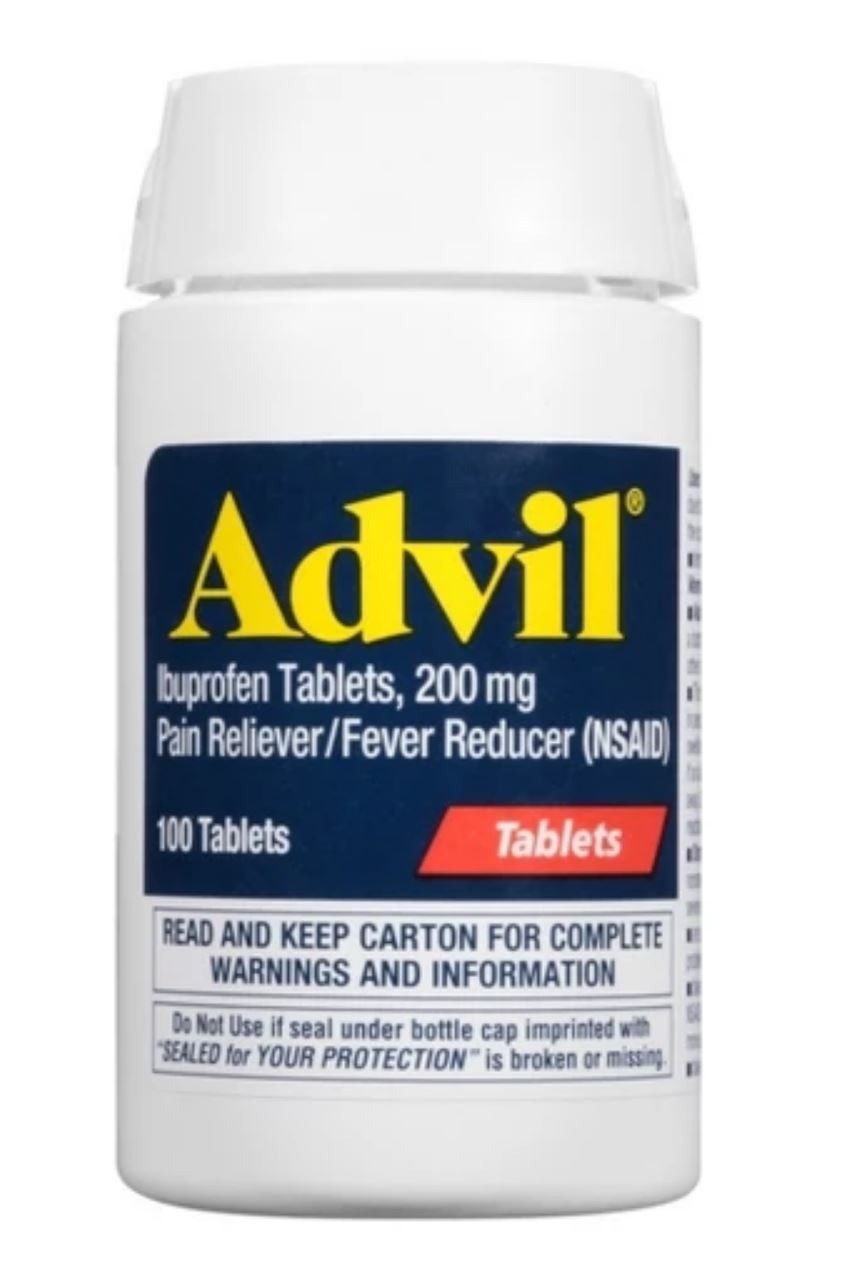 Advil®
Ibuprofen Tablets, 200 mg
Pain Reliever/Fever Reducer (NSAID)
100 Tablets
Tablets
READ AND KEEP CARTON FOR COMPLETE
WARNINGS AND INFORMATION
Do Not Use if seal under bottle cap imprinted with
"SEALED for YOUR PROTECTION" is broken or missing.